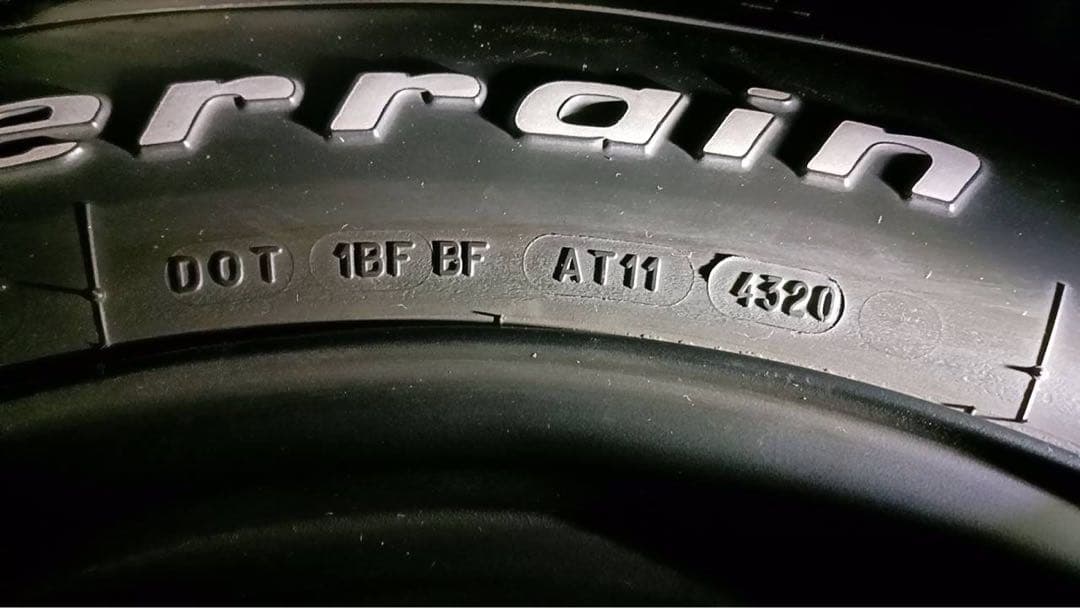 errain
DOT 1BF BF AT11 4320